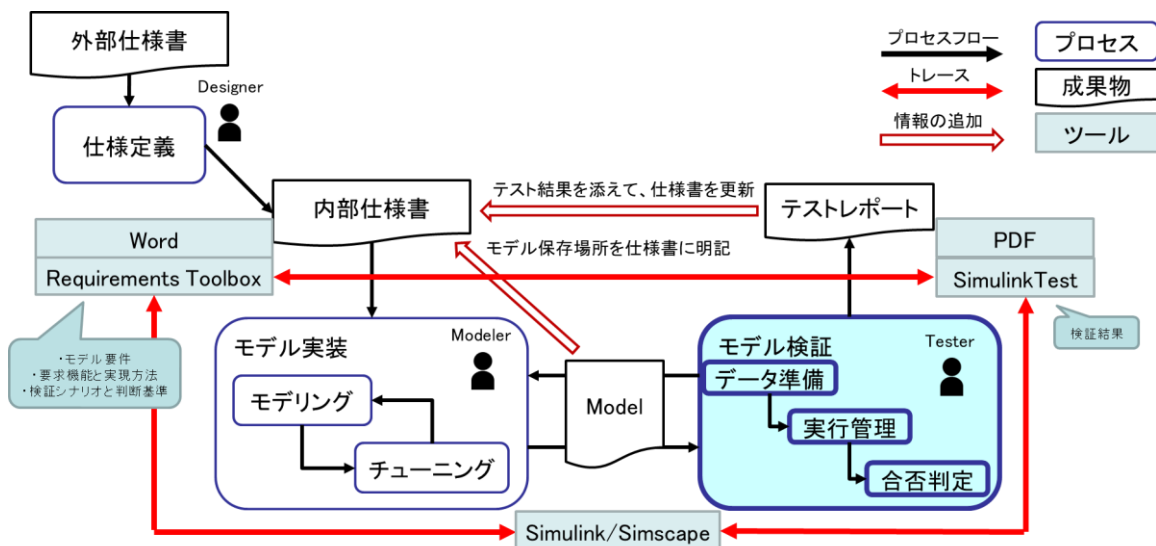 外部仕様書
プロセスフロー
プロセス
トレース
成果物
情報の追加
ツール
Designer
仕様定義
内部仕様書
テスト結果を添えて、仕様書を更新
テストレポート
Word
モデル保存場所を仕様書に明記
PDF
Requirements Toolbox
SimulinkTest
・モデル要件
・要求機能と実現方法
・検証シナリオと判断基準
検証結果
モデル実装
Modeler
モデリング
チューニング
Model
モデル検証
Tester
データ準備
実行管理
合否判定
Simulink/Simscape